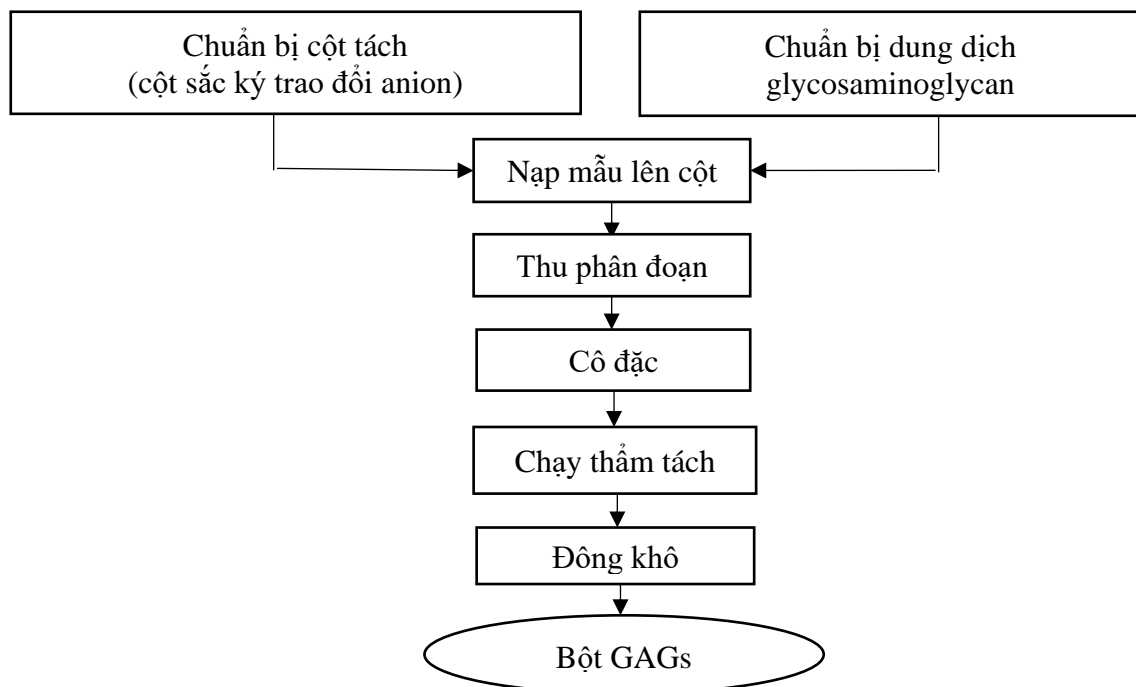 Chuẩn bị cột tách
(cột sắc ký trao đổi anion)
Chuẩn bị dung dịch
glycosaminoglycan
Nạp mẫu lên cột
Thu phân đoạn
Cô đặc
Chạy thẩm tách
Đông khô
Bột GAGs